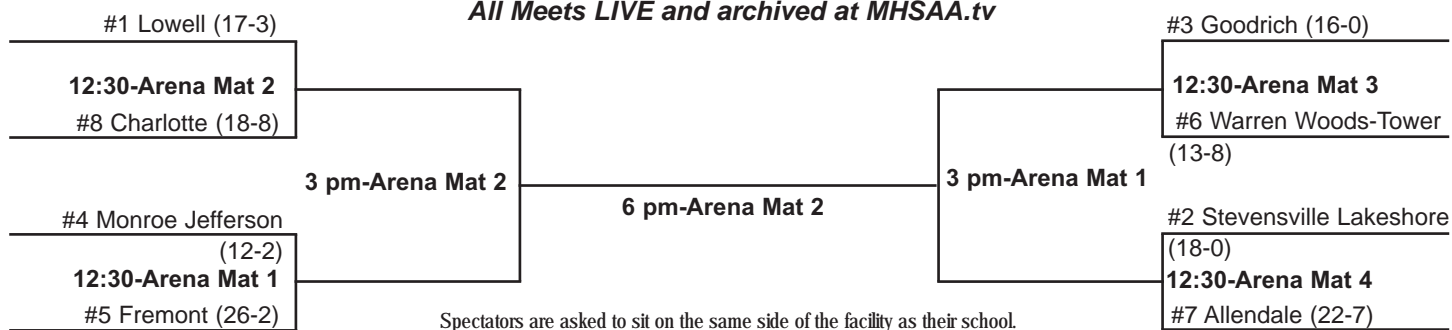 All Meets LIVE and archived at MHSAA.tv
#1 Lowell (17-3)
12:30-Arena Mat 2
#8 Charlotte (18-8)
3 pm-Arena Mat 2
#4 Monroe Jefferson
(12-2)
12:30-Arena Mat 1
#5 Fremont (26-2)
6 pm-Arena Mat 2
#3 Goodrich (16-0)
12:30-Arena Mat 3
#6 Warren Woods-Tower
(13-8)
3 pm-Arena Mat 1
#2 Stevensville Lakeshore
(18-0)
12:30-Arena Mat 4
#7 Allendale (22-7)
Spectators are asked to sit on the same side of the facility as their school.